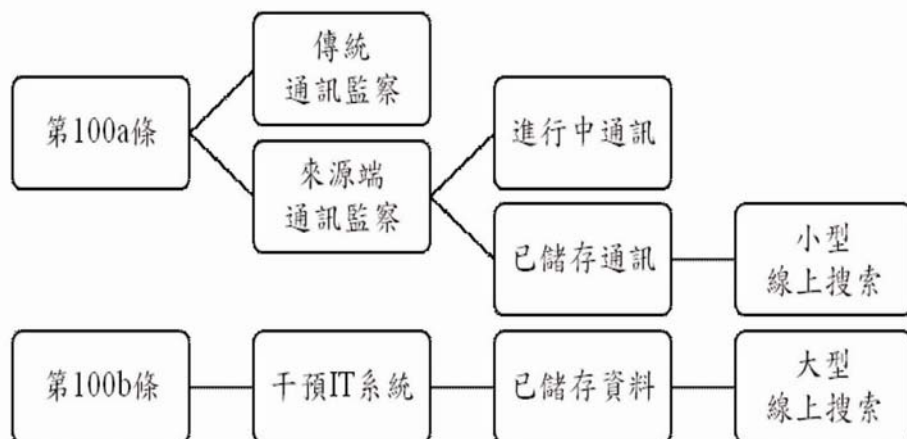 傳統
通訊監察
第100a條
進行中通訊
來源端
通訊監察
已儲存通訊
小型
線上搜索
第100b條
干預IT系統
已儲存資料
大型
線上搜索